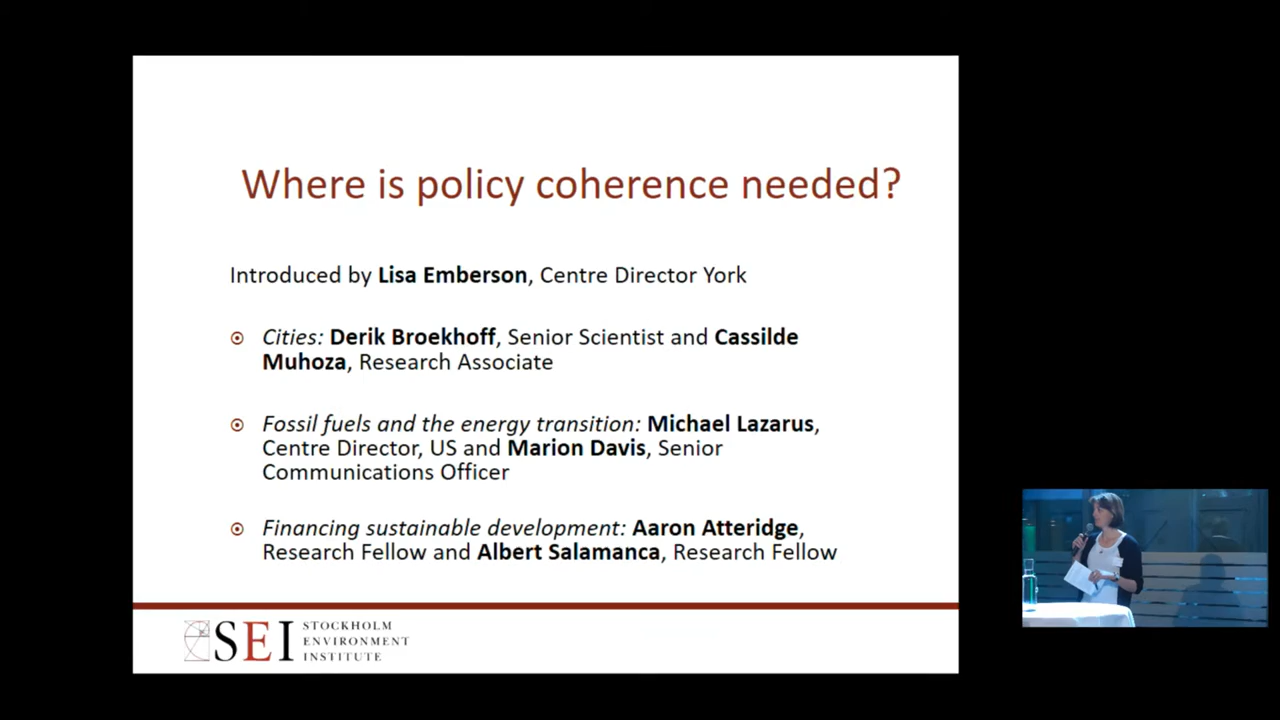 Where is policy coherence needed?
Introduced by Lisa Emberson, Centre Director York
Cities: Derik Broekhoff, Senior Scientist and Cassilde
Muhoza, Research Associate
Fossil fuels and the energy transition: Michael Lazarus,
Centre Director, US and Marion Davis, Senior
Communications Officer
Financing sustainable development: Aaron Atteridge,
Research Fellow and Albert Salamanca, Research Fellow
SEI
STOCKHOLM
ENVIRONMENT
INSTITUTE